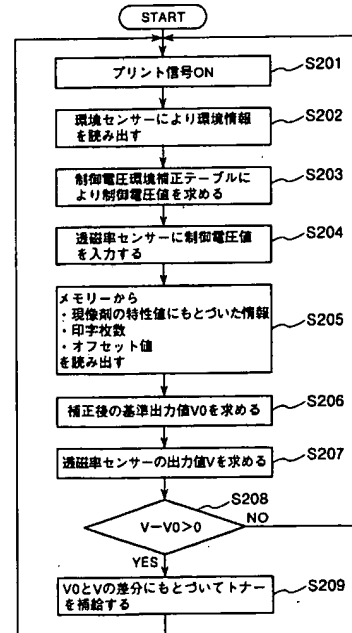 START
プリント信号ON
S201
環境センサーにより環境情報
を読み出す
S202
制御電圧環境補正テーブルに
より制御電圧値を求める
S203
透磁率センサーに制御電圧値
を入力する
S204
メモリーから
・現像剤の特性値にもとづいた情報
・印字枚数
・オフセット値
を読み出す
S205
補正後の基準出力値V0を求める
S206
透磁率センサーの出力値Vを求める
S207
S208
V−V0>0
NO
YES
V0とVの差分にもとづいてトナー
を補給する
S209